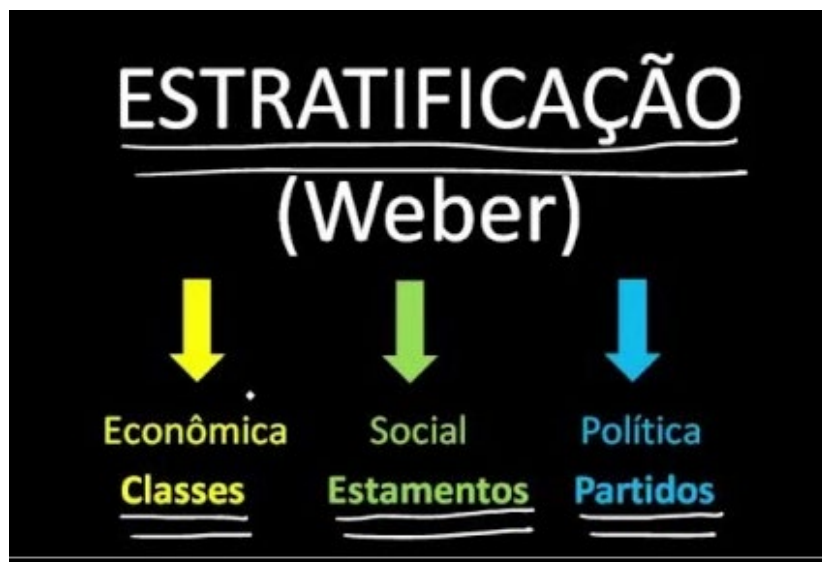 ESTRATIFICAÇÃO
(Weber)
Econômica Social Política
Classes Estamentos Partidos